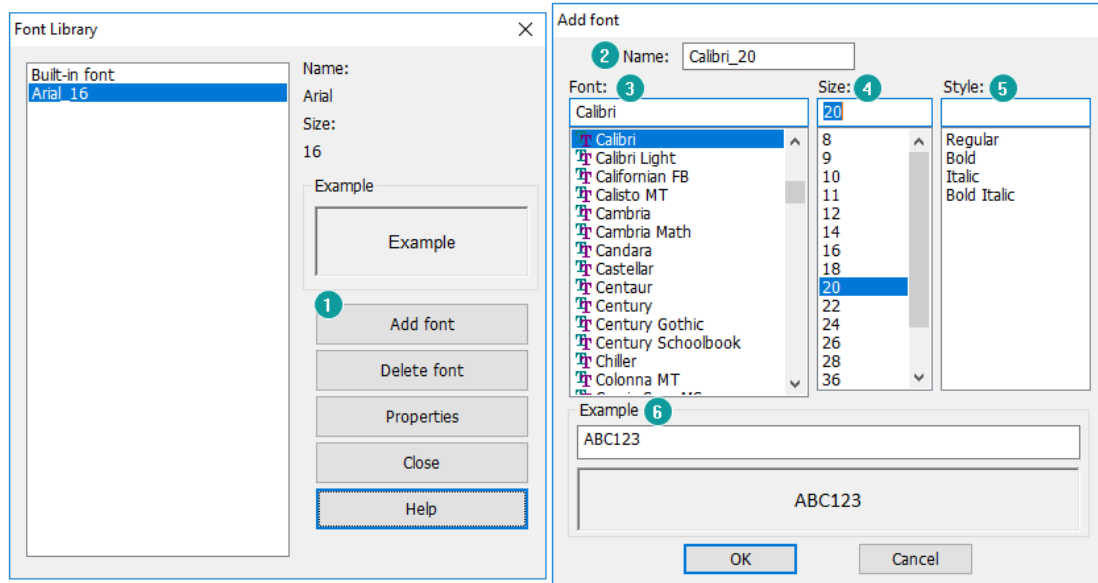 Font Library
Built-in font
Arial_16
Name:
Arial
Size:
16
Example
Example
1
Add font
Delete font
Properties
Close
Help
Add font
2 Name: Calibri_20
Font: 3
Calibri
Calibri
Calibri Light
Californian FB
Calisto MT
Cambria
Cambria Math
Candara
Castellar
Centaur
Century
Century Gothic
Century Schoolbook
Chiller
Colonna MT
Size: 4
20
8
9
10
11
12
14
16
18
20
22
24
26
28
36
Style: 5
Regular
Bold
Italic
Bold Italic
Example 6
ABC123
ABC123
OK
Cancel